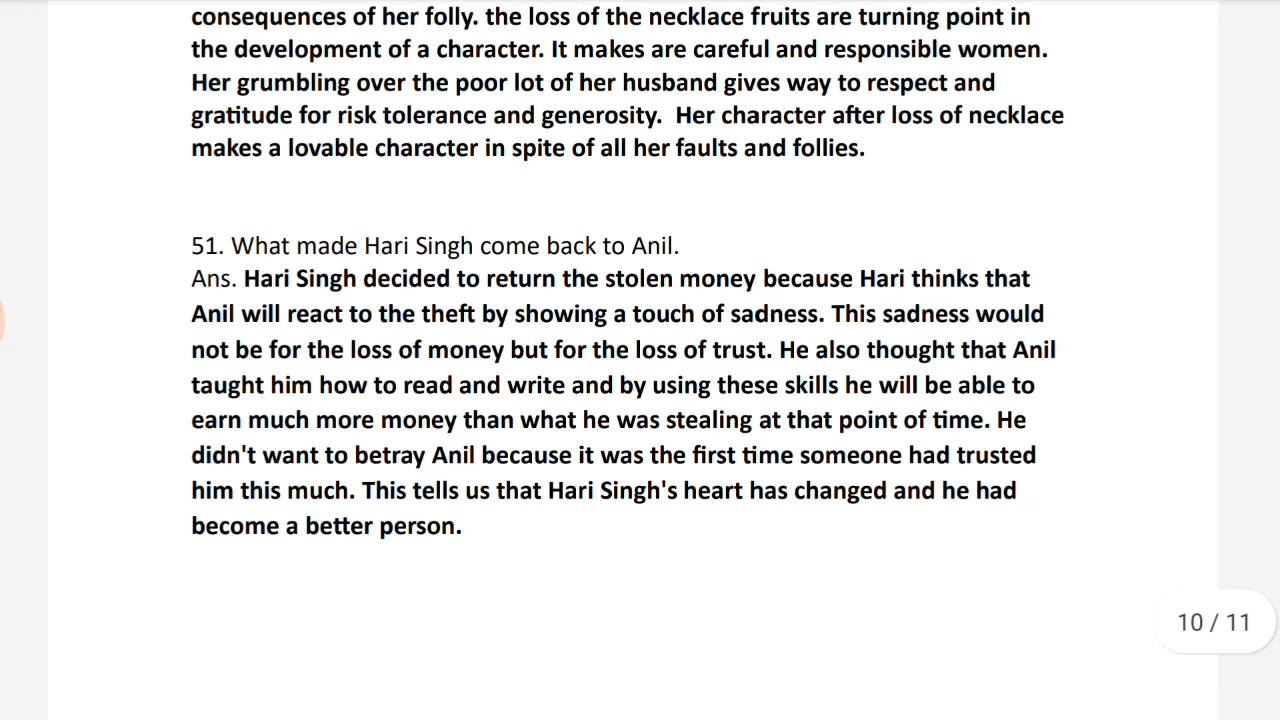 consequences of her folly. the loss of the necklace fruits are turning point in
the development of a character. It makes are careful and responsible women.
Her grumbling over the poor lot of her husband gives way to respect and
gratitude for risk tolerance and generosity.  Her character after loss of necklace
makes a lovable character in spite of all her faults and follies.
51. What made Hari Singh come back to Anil.
Ans. Hari Singh decided to return the stolen money because Hari thinks that
Anil will react to the theft by showing a touch of sadness. This sadness would
not be for the loss of money but for the loss of trust. He also thought that Anil
taught him how to read and write and by using these skills he will be able to
earn much more money than what he was stealing at that point of time. He
didn't want to betray Anil because it was the first time someone had trusted
him this much. This tells us that Hari Singh's heart has changed and he had
become a better person.
10 / 11